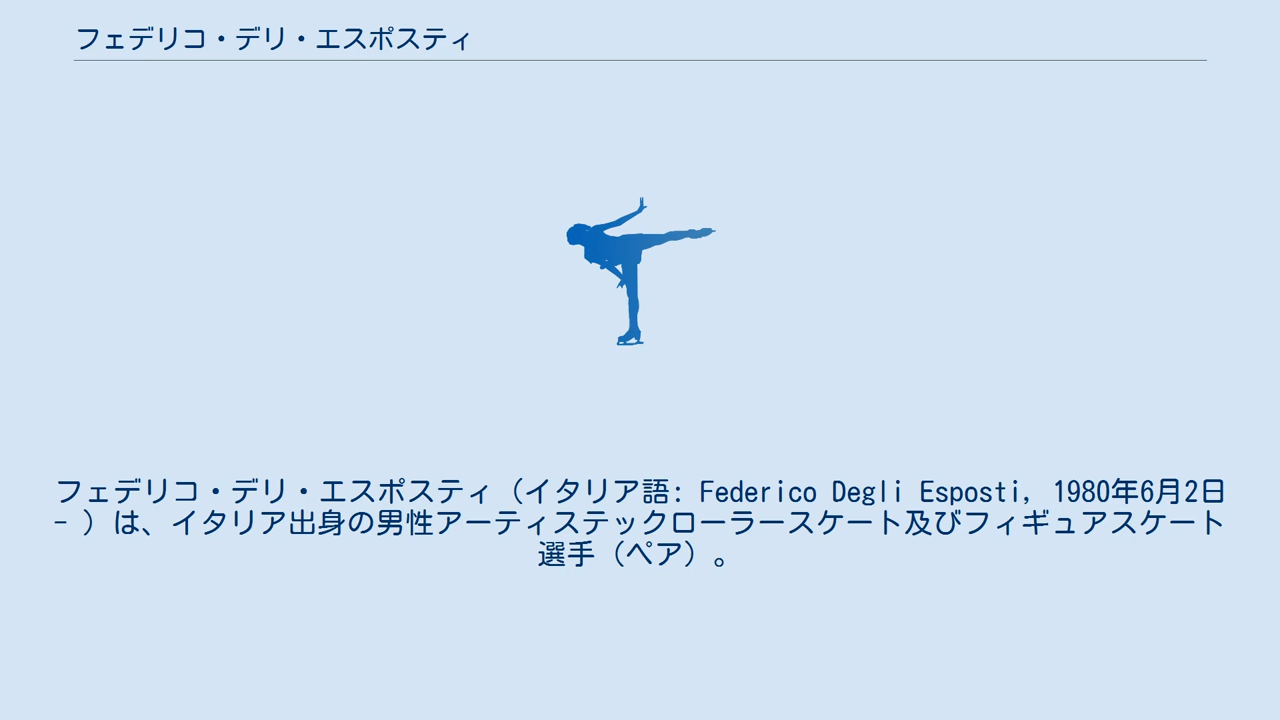 フェデリコ・デリ・エスポスティ
フェデリコ・デリ・エスポスティ（イタリア語: Federico Degli Esposti, 1980年6月2日
- ）は、イタリア出身の男性アーティステックローラースケート及びフィギュアスケート
選手（ペア）。